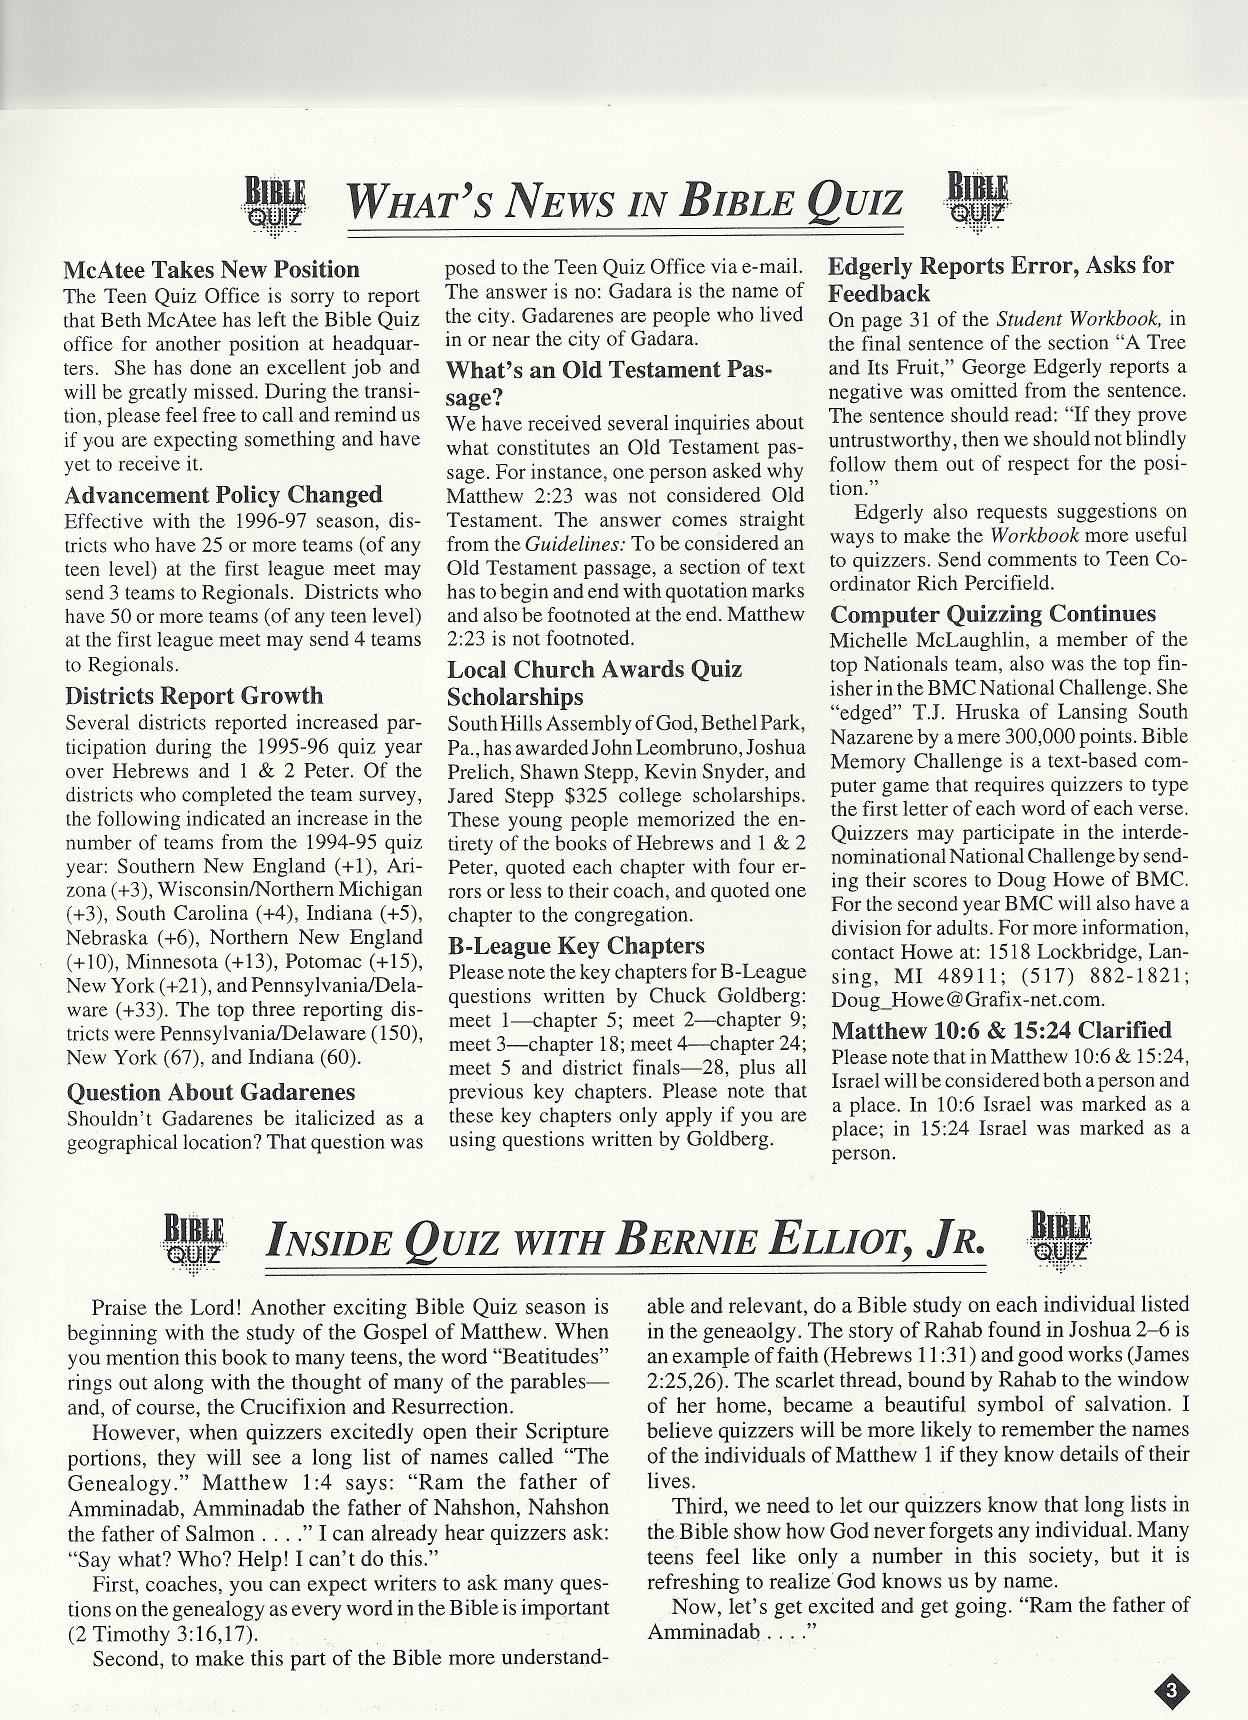 BIBLE QUIZ
WHAT'S NEWS IN BIBLE QUIZ
BIBLE QUIZ
McAtee Takes New Position
The Teen Quiz Office is sorry to report
that Beth McAtee has left the Bible Quiz
office for another position at headquar-
ters. She has done an excellent job and
will be greatly missed. During the transi-
tion, please feel free to call and remind us
if you are expecting something and have
yet to receive it.
Advancement Policy Changed
Effective with the 1996-97 season, dis-
tricts who have 25 or more teams (of any
teen level) at the first league meet may
send 3 teams to Regionals. Districts who
have 50 or more teams (of any teen level)
at the first league meet may send 4 teams
to Regionals.
Districts Report Growth
Several districts reported increased par-
ticipation during the 1995-96 quiz year
over Hebrews and 1 & 2 Peter. Of the
districts who completed the team survey,
the following indicated an increase in the
number of teams from the 1994-95 quiz
year: Southern New England (+1), Ari-
zona (+3), Wisconsin/Northern Michigan
(+3), South Carolina (+4), Indiana (+5),
Nebraska (+6), Northern New England
(+10), Minnesota (+13), Potomac (+15),
New York (+21), and Pennsylvania/Dela-
ware (+33). The top three reporting dis-
tricts were Pennsylvania/Delaware (150),
New York (67), and Indiana (60).
Question About Gadarenes
Shouldn't Gadarenes be italicized as a
geographical location? That question was
posed to the Teen Quiz Office via e-mail.
The answer is no: Gadara is the name of
the city. Gadarenes are people who lived
in or near the city of Gadara.
What's an Old Testament Pas-
sage?
We have received several inquiries about
what constitutes an Old Testament pas-
sage. For instance, one person asked why
Matthew 2:23 was not considered Old
Testament. The answer comes straight
from the Guidelines: To be considered an
Old Testament passage, a section of text
has to begin and end with quotation marks
and also be footnoted at the end. Matthew
2:23 is not footnoted.
Local Church Awards Quiz
Scholarships
South Hills Assembly of God, Bethel Park,
Pa., has awarded John Leombruno, Joshua
Prelich, Shawn Stepp, Kevin Snyder, and
Jared Stepp $325 college scholarships.
These young people memorized the en-
tirety of the books of Hebrews and 1 & 2
Peter, quoted each chapter with four er-
rors or less to their coach, and quoted one
chapter to the congregation.
B-League Key Chapters
Please note the key chapters for B-League
questions written by Chuck Goldberg:
meet 1—chapter 5; meet 2—chapter 9;
meet 3—chapter 18; meet 4—chapter 24;
meet 5 and district finals—28, plus all
previous key chapters. Please note that
these key chapters only apply if you are
using questions written by Goldberg.
Edgerly Reports Error, Asks for
Feedback
On page 31 of the Student Workbook, in
the final sentence of the section “A Tree
and Its Fruit,” George Edgerly reports a
negative was omitted from the sentence.
The sentence should read: “If they prove
untrustworthy, then we should not blindly
follow them out of respect for the posi-
tion.”
Edgerly also requests suggestions on
ways to make the Workbook more useful
to quizzers. Send comments to Teen Co-
ordinator Rich Percifield.
Computer Quizzing Continues
Michelle McLaughlin, a member of the
top Nationals team, also was the top fin-
isher in the BMC National Challenge. She
“edged” T.J. Hruska of Lansing South
Nazarene by a mere 300,000 points. Bible
Memory Challenge is a text-based com-
puter game that requires quizzers to type
the first letter of each word of each verse.
Quizzers may participate in the interde-
nominational National Challenge by send-
ing their scores to Doug Howe of BMC.
For the second year BMC will also have a
division for adults. For more information,
contact Howe at: 1518 Lockbridge, Lan-
sing, MI 48911; (517) 882-1821;
Doug_Howe@Grafix-net.com.
Matthew 10:6 & 15:24 Clarified
Please note that in Matthew 10:6 & 15:24,
Israel will be considered both a person and
a place. In 10:6 Israel was marked as a
place; in 15:24 Israel was marked as a
person.
BIBLE QUIZ
INSIDE QUIZ WITH BERNIE ELLIOT, JR.
BIBLE QUIZ
Praise the Lord! Another exciting Bible Quiz season is
beginning with the study of the Gospel of Matthew. When
you mention this book to many teens, the word “Beatitudes”
rings out along with the thought of many of the parables—
and, of course, the Crucifixion and Resurrection.
However, when quizzers excitedly open their Scripture
portions, they will see a long list of names called “The
Genealogy.” Matthew 1:4 says: “Ram the father of
Amminadab, Amminadab the father of Nahshon, Nahshon
the father of Salmon . . . .” I can already hear quizzers ask:
“Say what? Who? Help! I can't do this.”
First, coaches, you can expect writers to ask many ques-
tions on the genealogy as every word in the Bible is important
(2 Timothy 3:16,17).
Second, to make this part of the Bible more understand-
able and relevant, do a Bible study on each individual listed
in the geneaolgy. The story of Rahab found in Joshua 2–6 is
an example of faith (Hebrews 11:31) and good works (James
2:25,26). The scarlet thread, bound by Rahab to the window
of her home, became a beautiful symbol of salvation. I
believe quizzers will be more likely to remember the names
of the individuals of Matthew 1 if they know details of their
lives.
Third, we need to let our quizzers know that long lists in
the Bible show how God never forgets any individual. Many
teens feel like only a number in this society, but it is
refreshing to realize God knows us by name.
Now, let's get excited and get going. “Ram the father of
Amminadab . . . .”
3